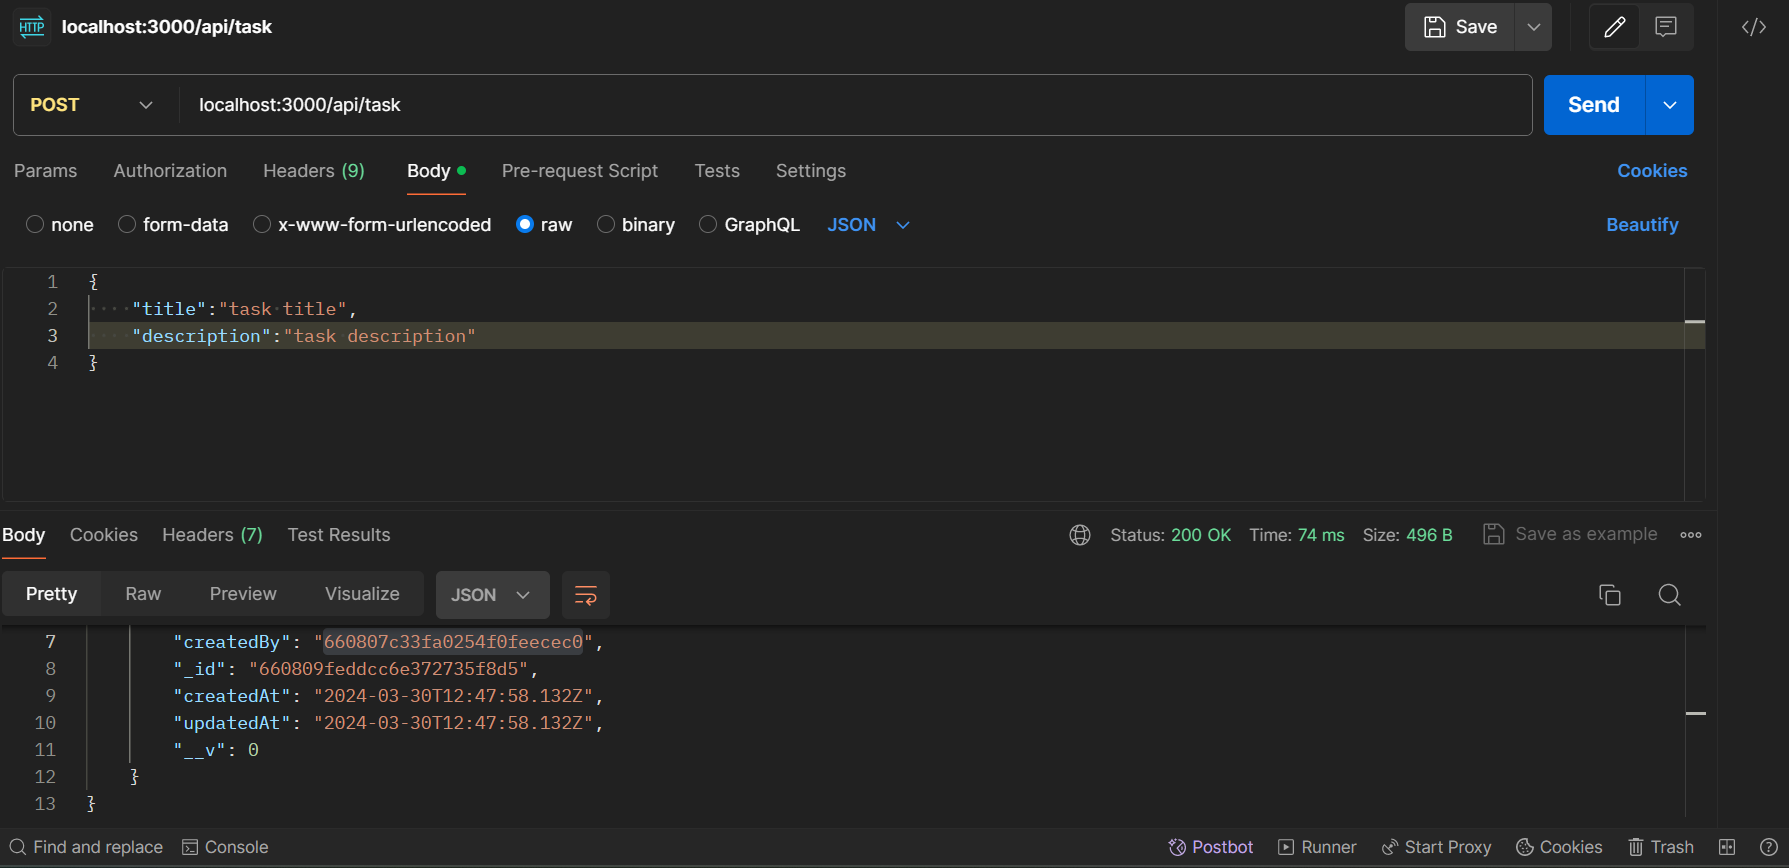 HTTP localhost:3000/api/task Save
POST localhost:3000/api/task Send
Params Authorization Headers (9) Body Pre-request Script Tests Settings Cookies
none form-data x-www-form-urlencoded raw binary GraphQL JSON Beautify
1 {
2 "title":"task title",
3 "description":"task description"
4 }
Body Cookies Headers (7) Test Results Status: 200 OK Time: 74 ms Size: 496 B Save as example
Pretty Raw Preview Visualize JSON
7 "createdBy": "660807c33fa0254f0feecec0",
8 "_id": "660809feddcc6e372735f8d5",
9 "createdAt": "2024-03-30T12:47:58.132Z",
10 "updatedAt": "2024-03-30T12:47:58.132Z",
11 "__v": 0
12 }
13 }
Find and replace Console Postbot Runner Start Proxy Cookies Trash